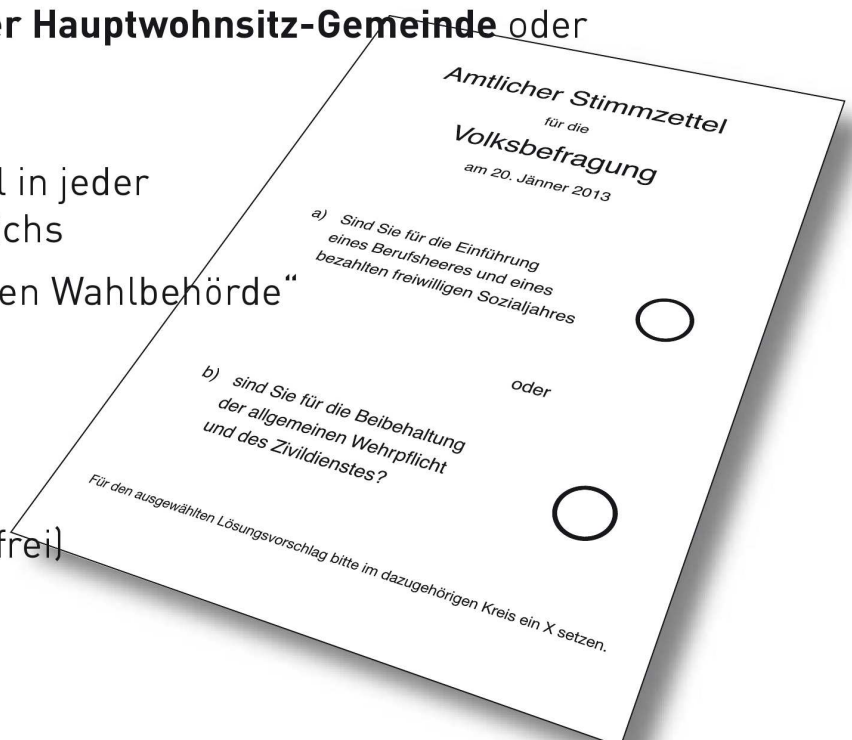 er Hauptwohnsitz-Gemeinde oder
l in jeder
chs
en Wahlbehörde“
frei)
Amtlicher Stimmzettel
für die
Volksbefragung
am 20. Jänner 2013
a) Sind Sie für die Einführung
eines Berufsheeres und eines
bezahlten freiwilligen Sozialjahres
oder
b) sind Sie für die Beibehaltung
der allgemeinen Wehrpflicht
und des Zivildienstes?
Für den ausgewählten Lösungsvorschlag bitte im dazugehörigen Kreis ein X setzen.